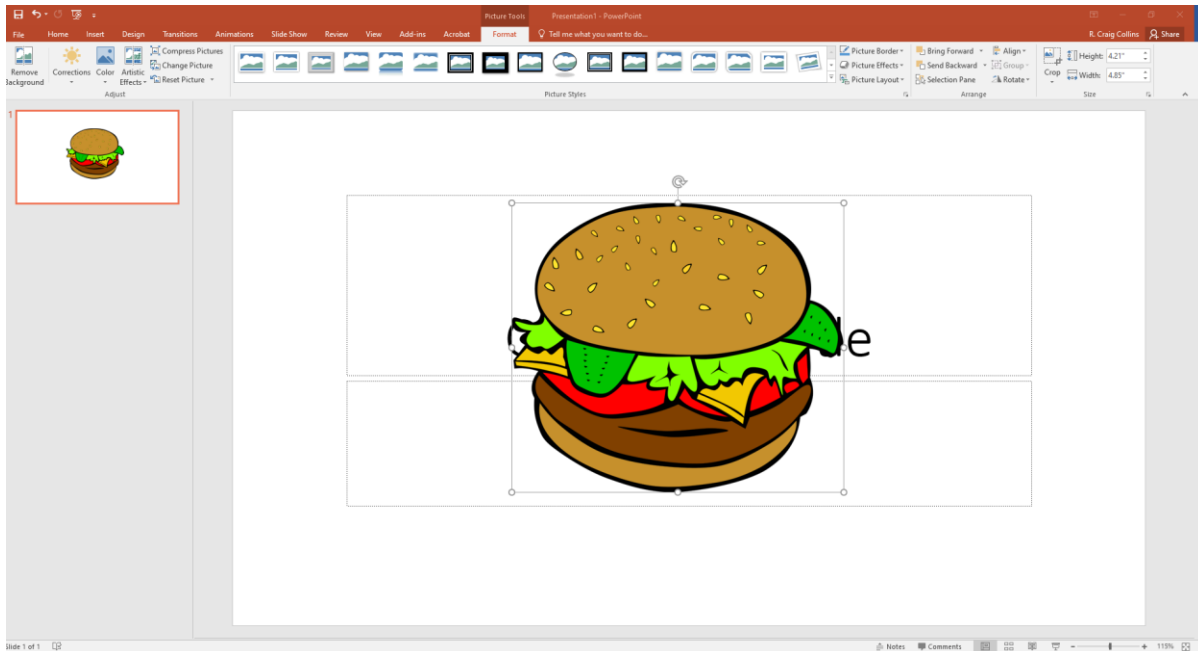 Picture Tools Presentation1 - PowerPoint
File Home Insert Design Transitions Animations Slide Show Review View Add-ins Acrobat Format Tell me what you want to do... R. Craig Collins Share
Remove Background
Corrections
Color
Artistic Effects
Compress Pictures
Change Picture
Reset Picture
Adjust
Picture Styles
Picture Border
Picture Effects
Picture Layout
Bring Forward
Send Backward
Selection Pane
Align
Group
Rotate
Arrange
Crop
Height: 4.21"
Width: 4.85"
Size
1
Slide 1 of 1 Notes Comments 115%